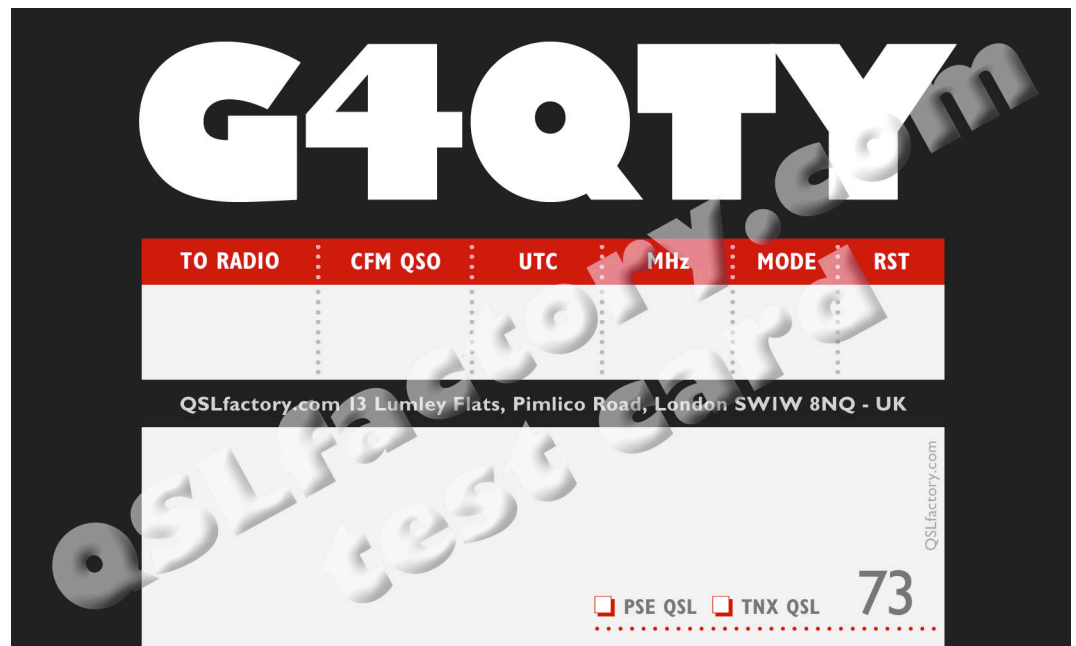 G4QTY
TO RADIO CFM QSO UTC MHz MODE RST
QSLfactory.com 13 Lumley Flats, Pimlico Road, London SW1W 8NQ - UK
QSLfactory.com
test card
QSLfactory.com
73
PSE QSL TNX QSL